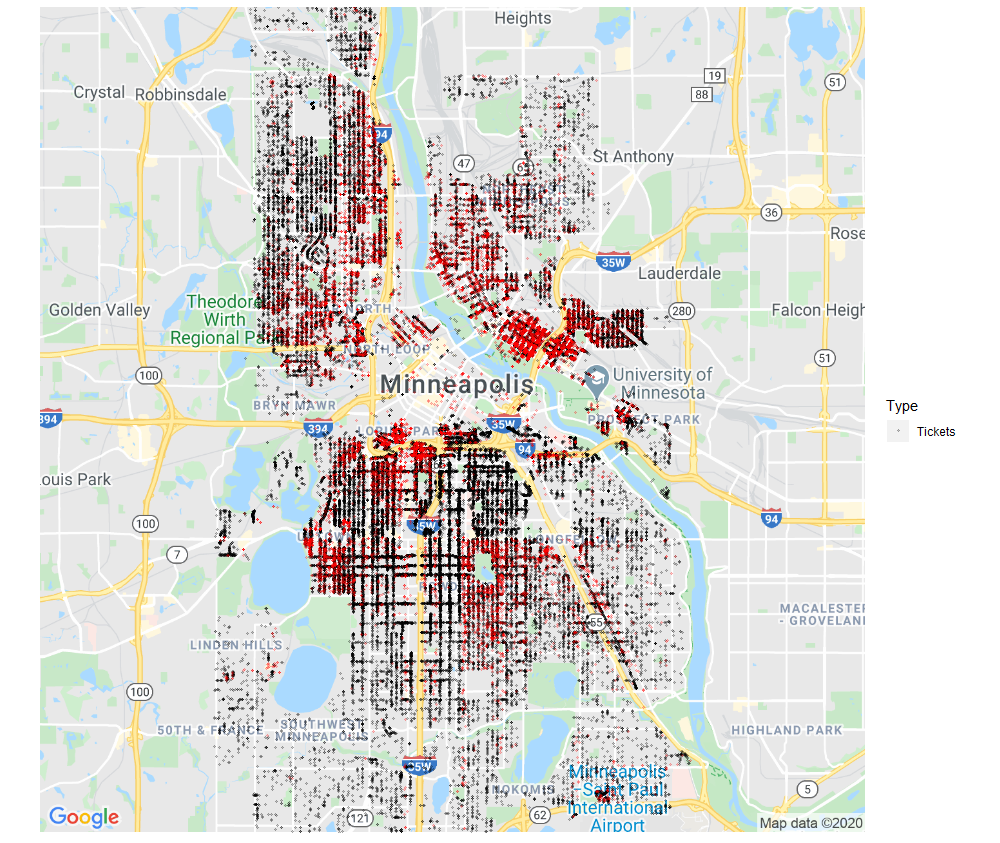 Heights
19
51
Crystal
Robbinsdale
88
94
47
St Anthony
36
Rose
35W
Lauderdale
Theodore
Wirth
Regional Pa
Golden Valley
280
Falcon Heigh
NORTH
NORTH LOOP
51
100
Minneapolis
University of
Minnesota
BRYN MAWR
394
394
35W
PROSPECT PARK
LORING PARK
94
Type
Tickets
ouis Park
100
94
7
35W
55
MACALESTER
- GROVELAND
LINDEN HILLS
100
50TH & FRANCE
SOUTHWEST
MINNEAPOLIS
HIGHLAND PARK
35W
Minneapolis
-Saint Paul
International
Airport
NOKOMIS
5
62
121
Google
Map data ©2020